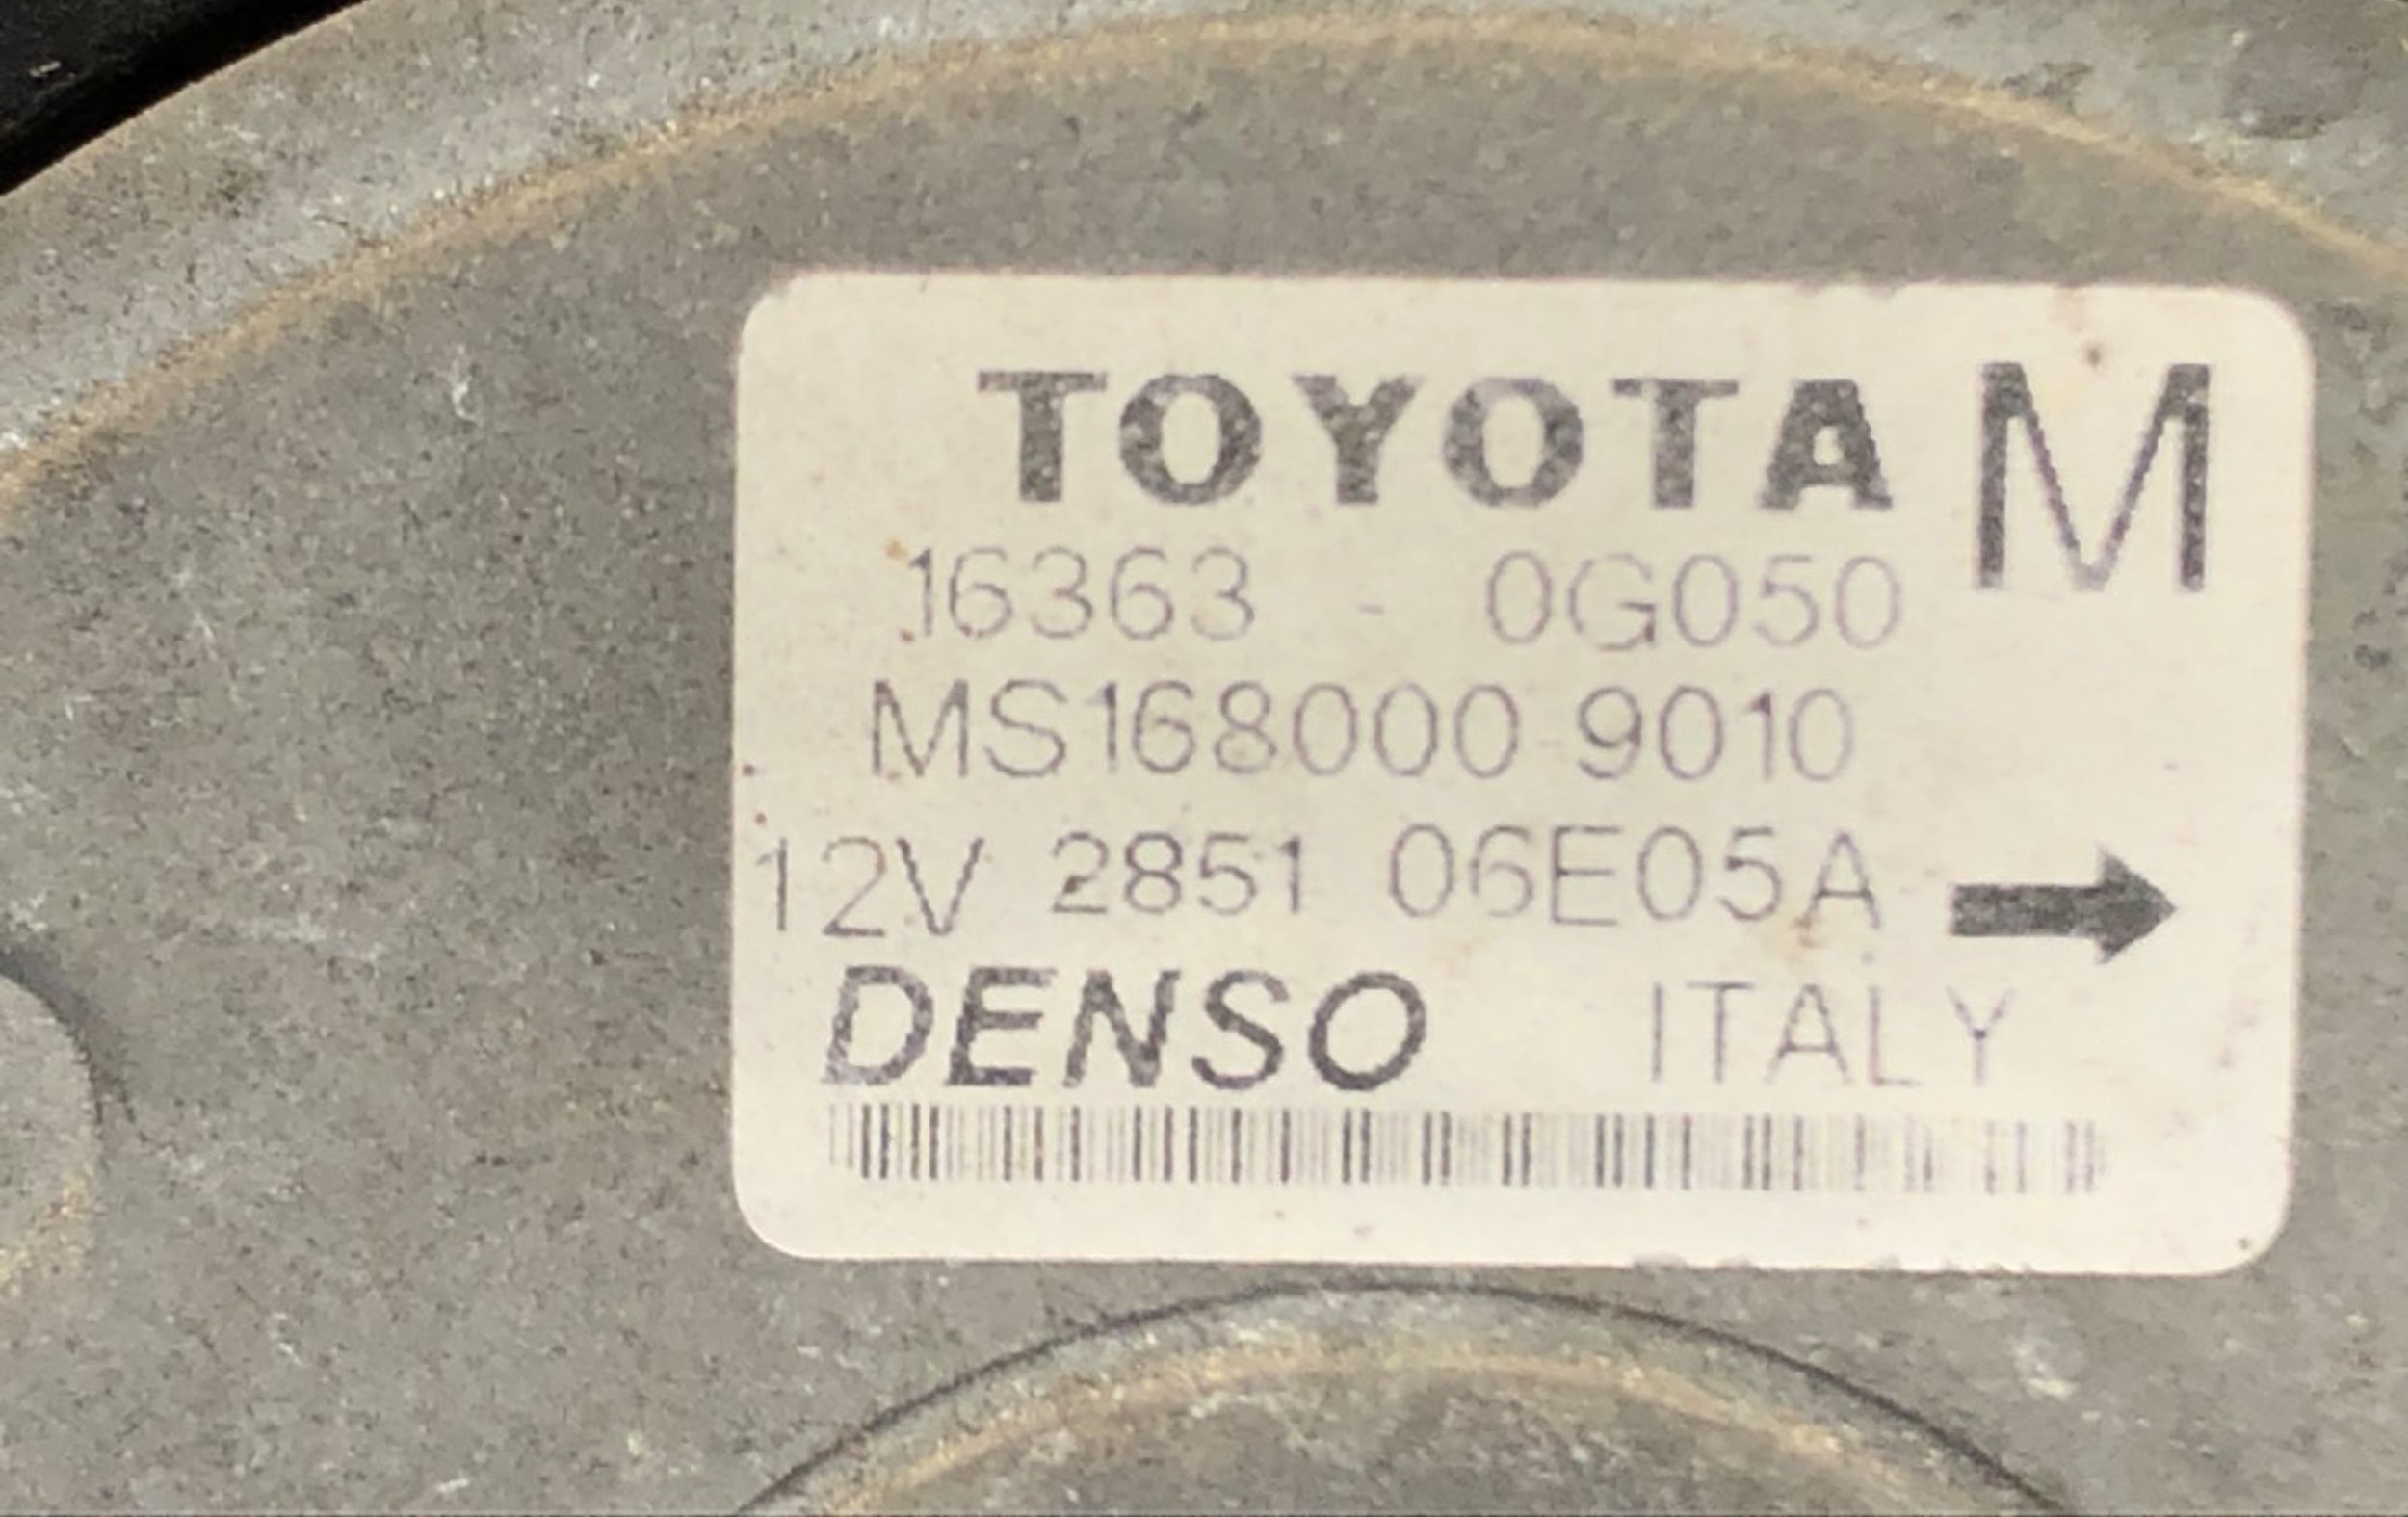 TOYOTA M
16363 - 0G050
MS168000-9010
12V 2851 06E05A
DENSO ITALY